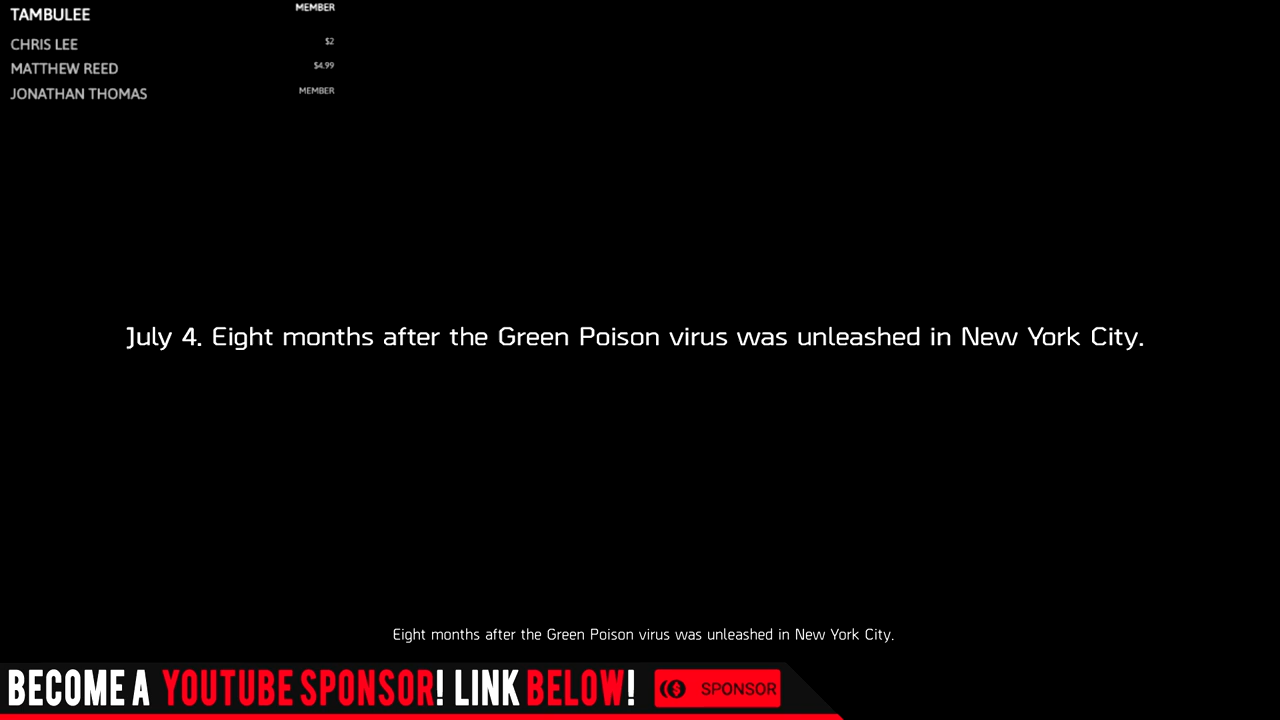 TAMBULEE MEMBER
CHRIS LEE $2
MATTHEW REED $4.99
JONATHAN THOMAS MEMBER
July 4. Eight months after the Green Poison virus was unleashed in New York City.
Eight months after the Green Poison virus was unleashed in New York City.
BECOME A YOUTUBE SPONSOR! LINK BELOW! SPONSOR